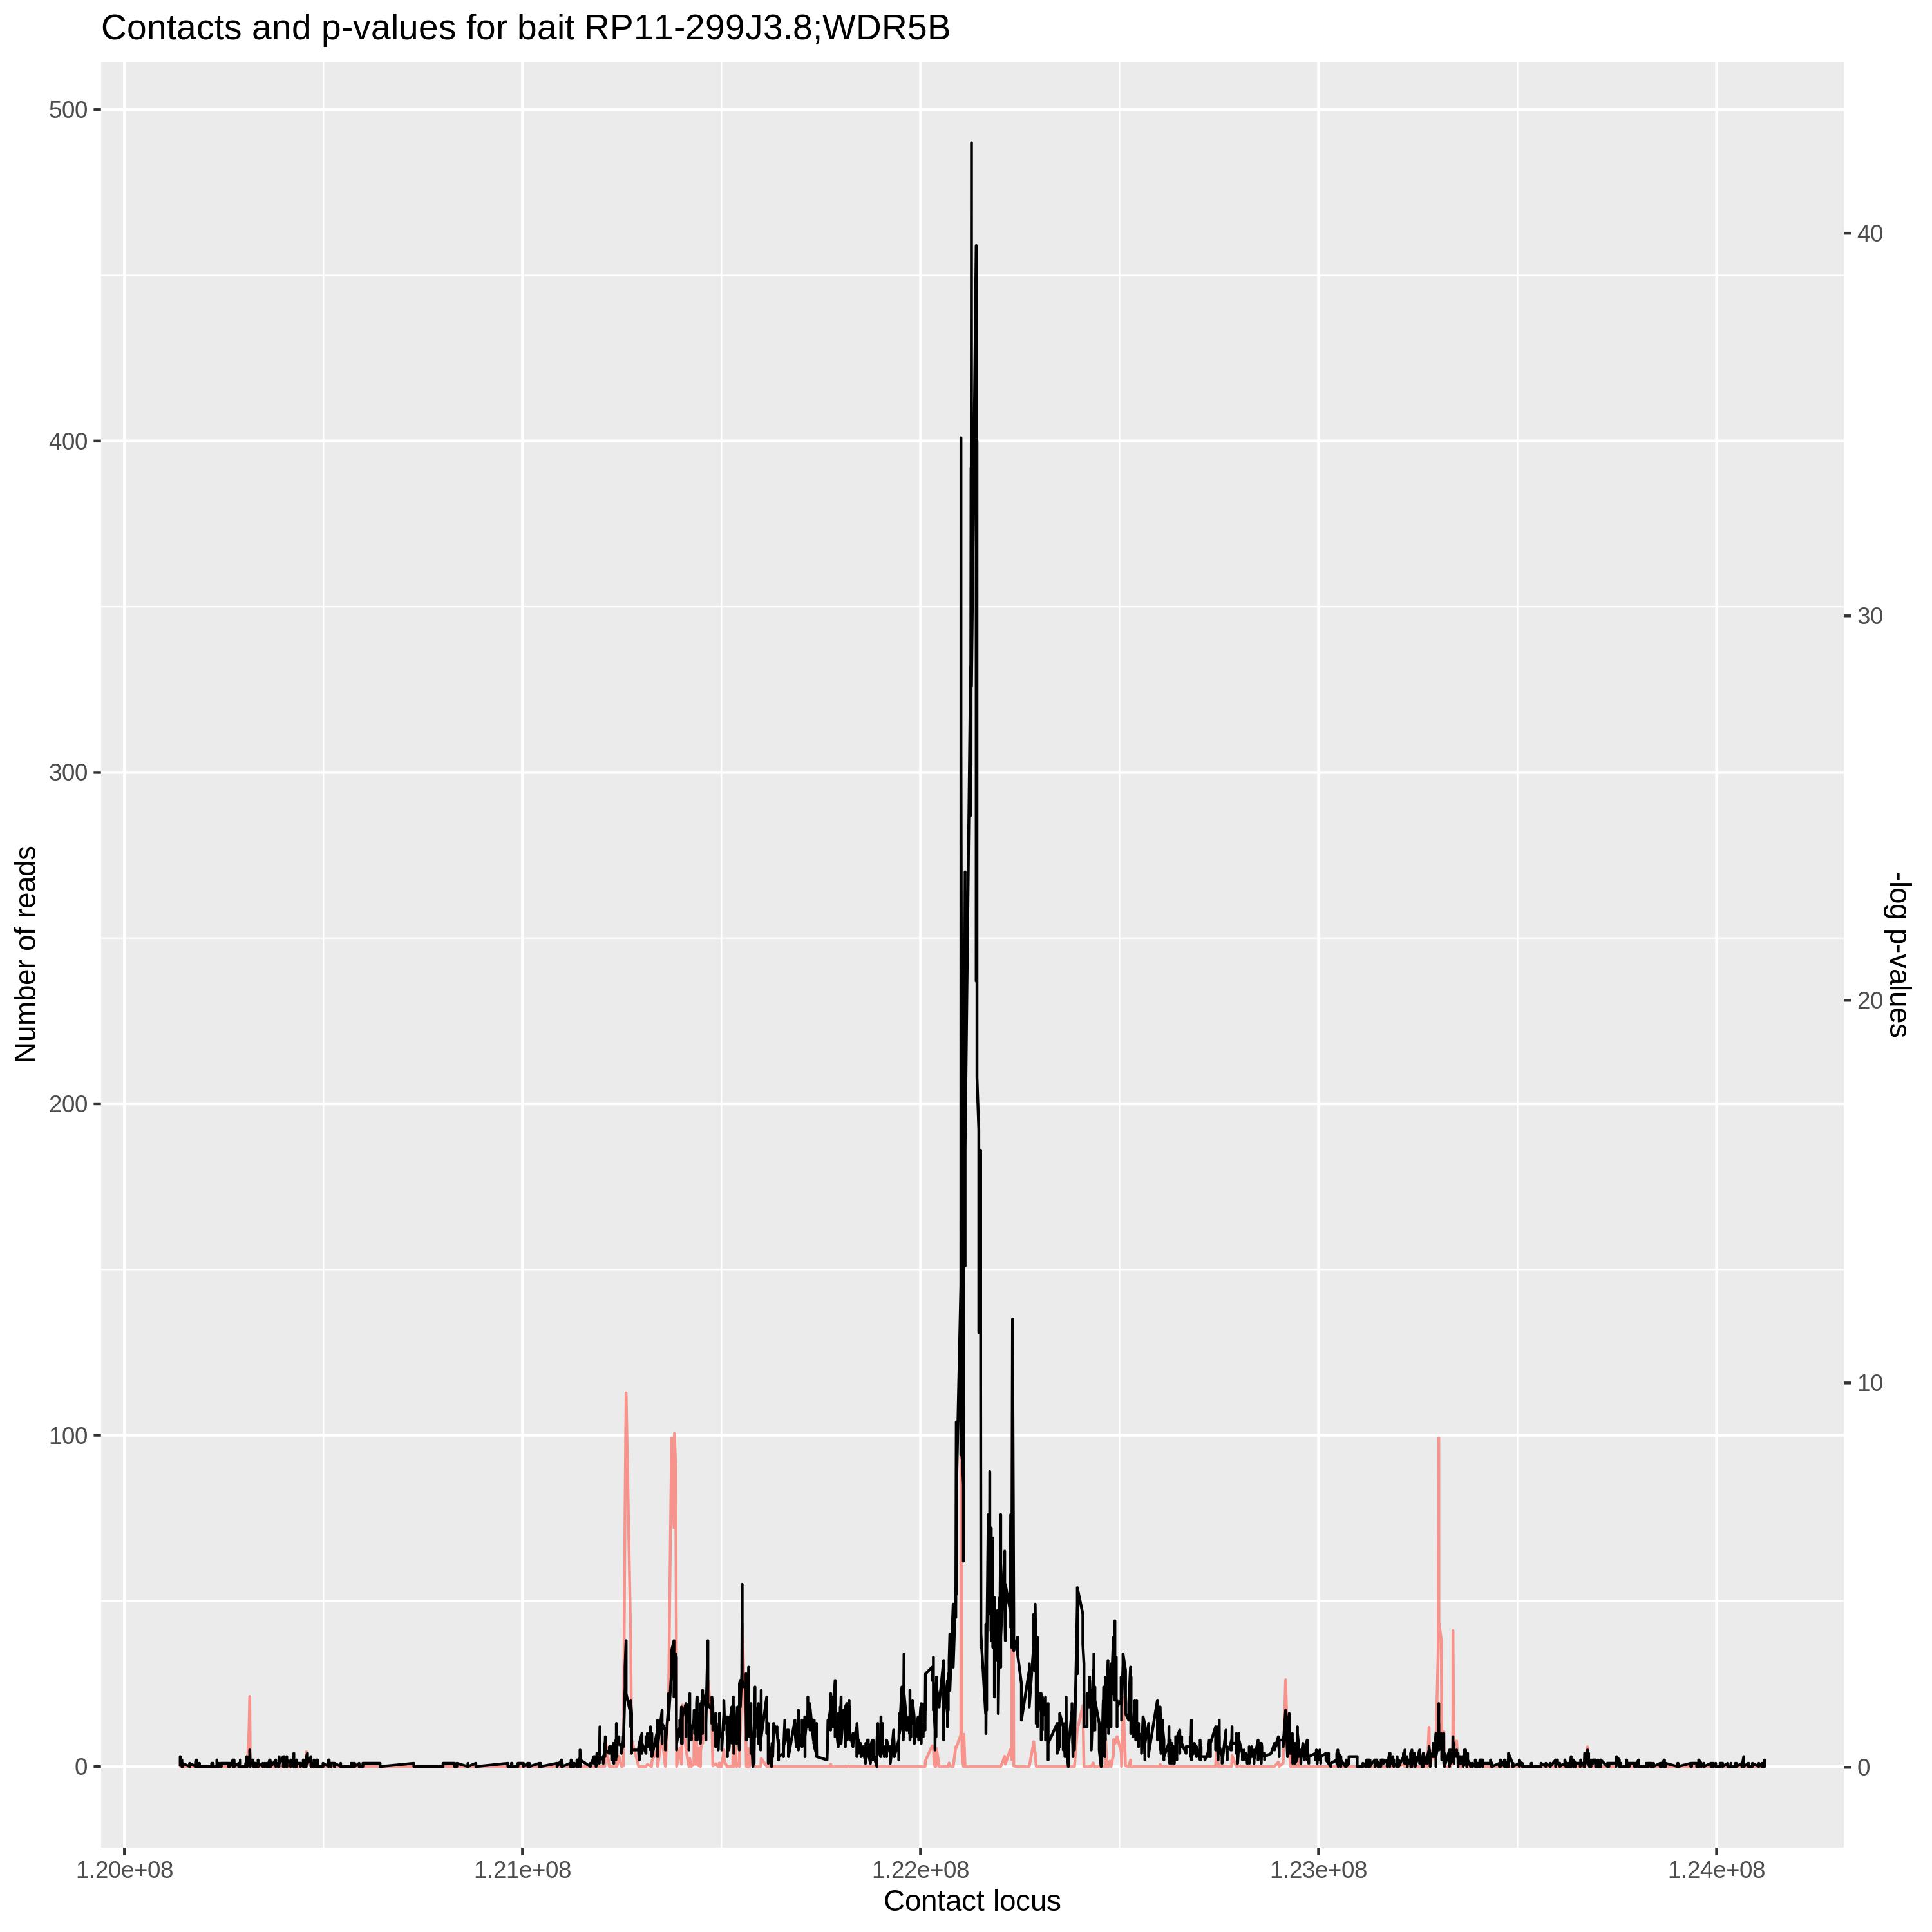 Contacts and p-values for bait RP11-299J3.8;WDR5B
500
400
300
200
100
0
Number of reads
40
30
20
10
0
-log p-values
1.20e+08
1.21e+08
1.22e+08
1.23e+08
1.24e+08
Contact locus